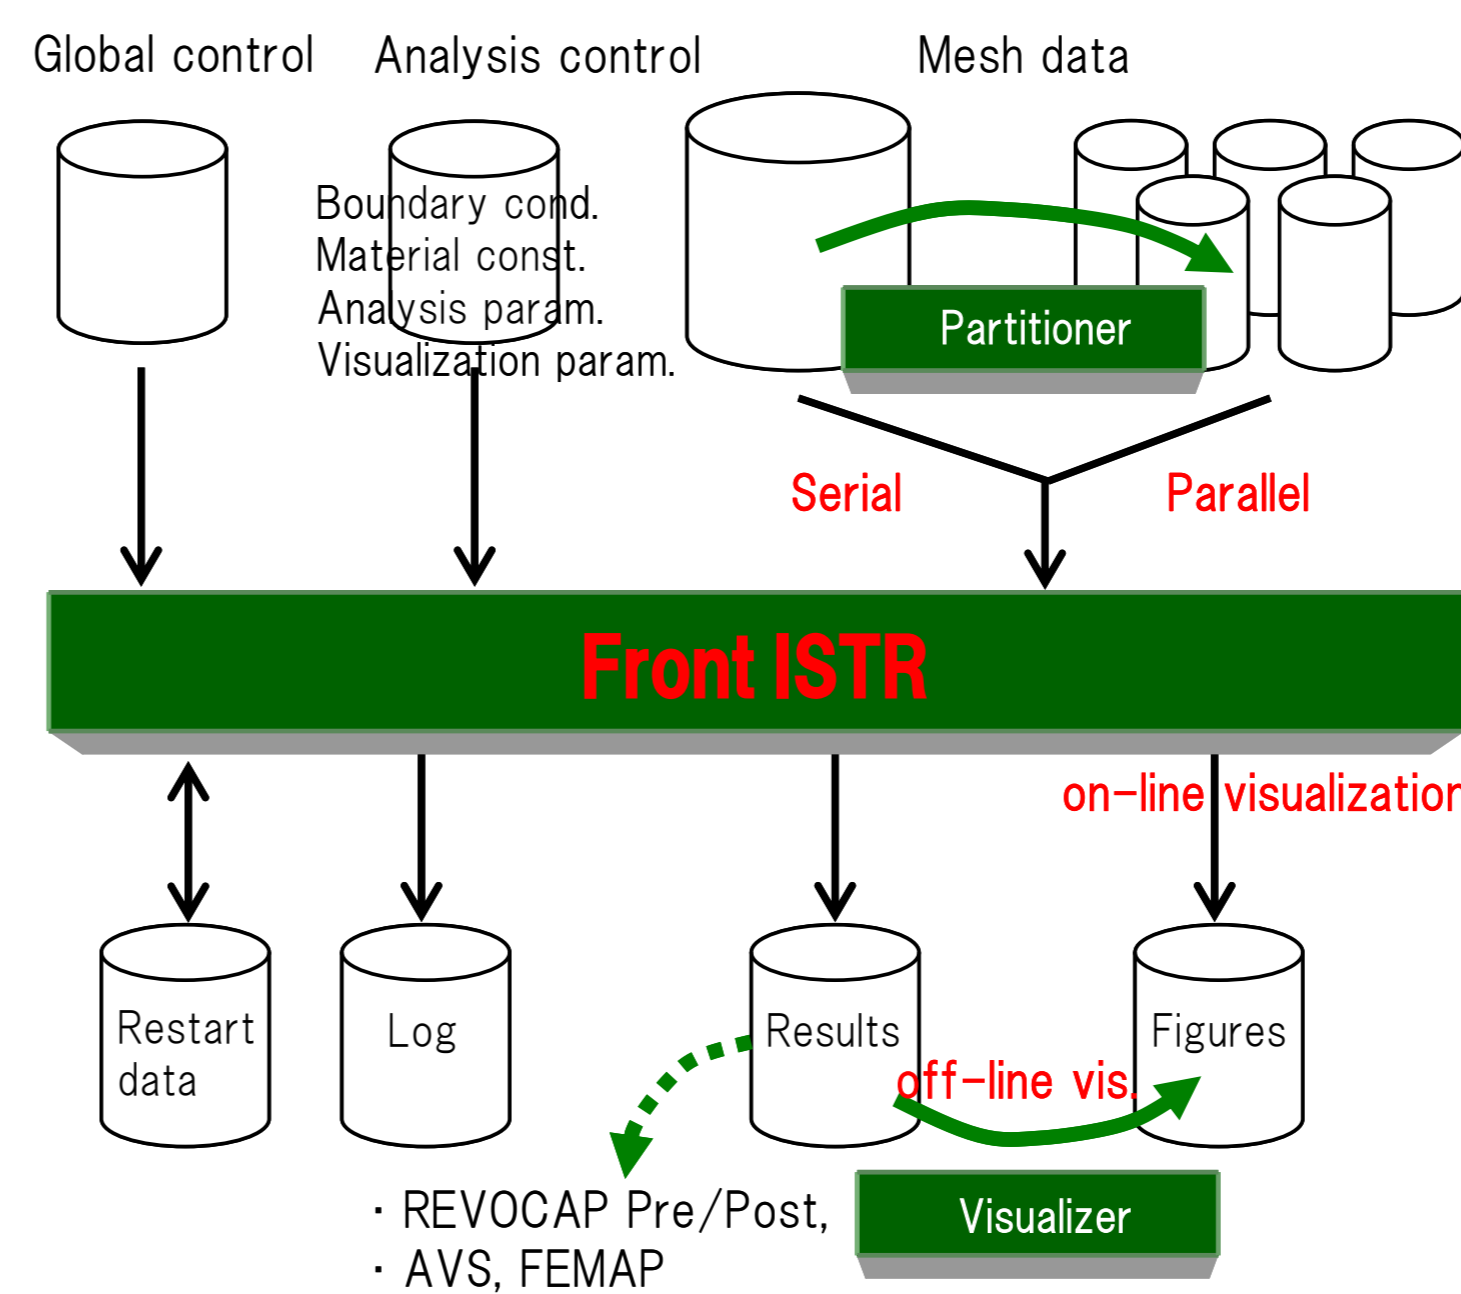 Global control
Analysis control
Mesh data
Boundary cond.
Material const.
Analysis param.
Visualization param.
Partitioner
Serial
Parallel
Front ISTR
on-line visualization
Restart
data
Log
Results
Figures
off-line vis.
・REVOCAP Pre/Post,
・AVS, FEMAP
Visualizer